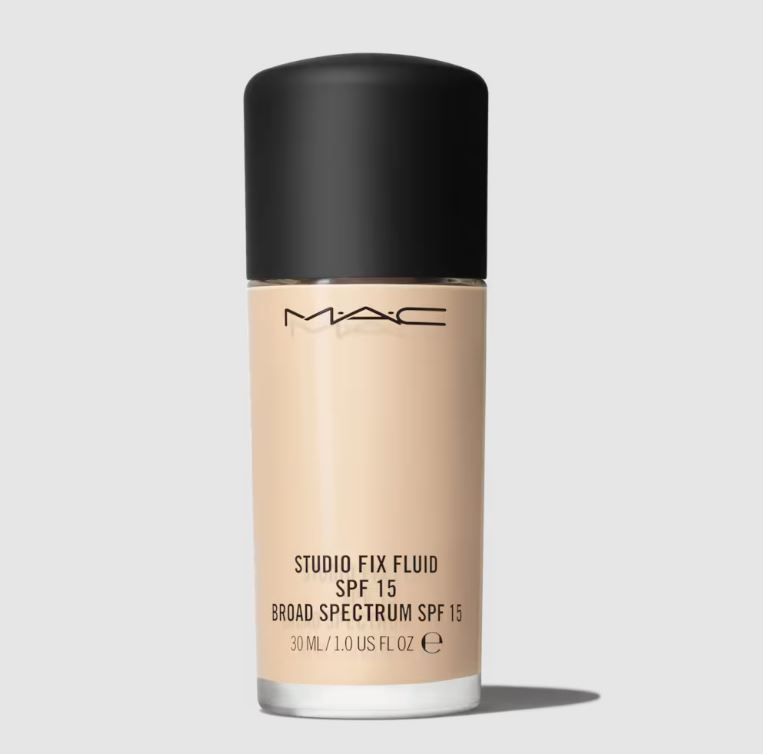 MAC
STUDIO FIX FLUID
SPF 15
BROAD SPECTRUM SPF 15
30 ML / 1.0 US FL OZ ℮